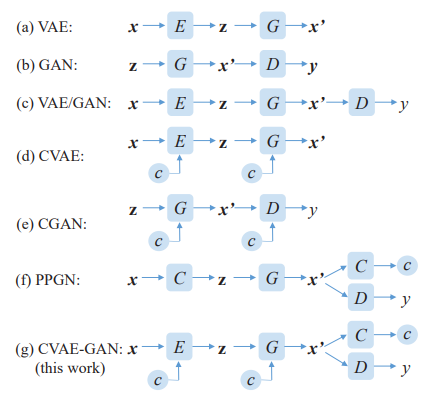 (a) VAE: x E z G x'
(b) GAN: z G x' D y
(c) VAE/GAN: x E z G x' D y
x E z G x'
(d) CVAE:
c c
z G x' D y
(e) CGAN:
c c
C c
(f) PPGN: x C z G x'
D y
C c
(g) CVAE-GAN: x E z G x'
(this work) D y
c c